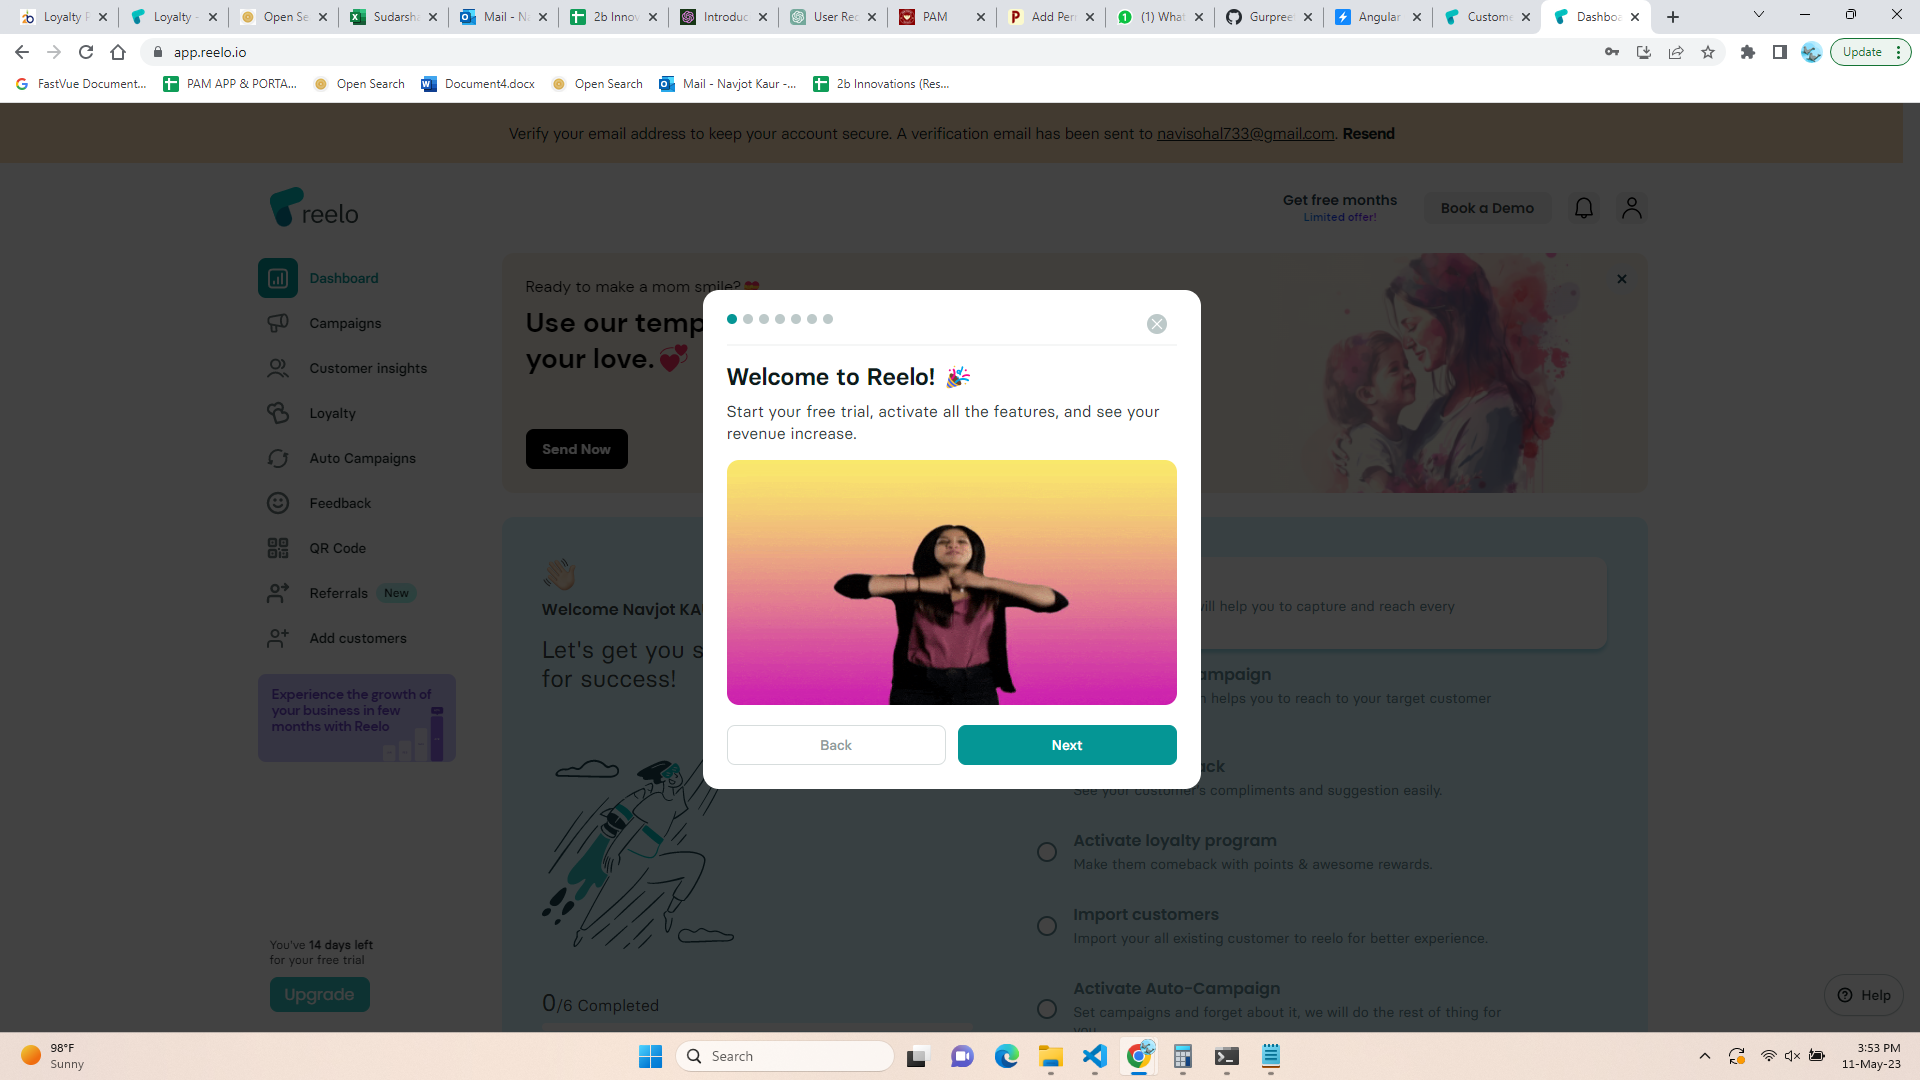 Loyalty P
Loyalty -
Open Se
Sudarsha
Mail - Na
2b Innov
Introduc
User Rec
PAM
Add Per
(1) What
Gurpree
Angular
Custome
Dashboa
app.reelo.io
Update
FastVue Document...
PAM APP & PORTA...
Open Search
Document4.docx
Open Search
Mail - Navjot Kaur -...
2b Innovations (Res...
Verify your email address to keep your account secure. A verification email has been sent to navisohal733@gmail.com. Resend
reelo
Get free months
Limited offer!
Book a Demo
Dashboard
Campaigns
Customer insights
Loyalty
Auto Campaigns
Feedback
QR Code
Referrals New
Add customers
Experience the growth of
your business in few
months with Reelo
You've 14 days left
for your free trial
Upgrade
Ready to make a mom smile?
Use our temp
your love.
Send Now
Welcome to Reelo!
Start your free trial, activate all the features, and see your
revenue increase.
Back
Next
Welcome Navjot KA
Let's get you s
for success!
0/6 Completed
will help you to capture and reach every
ampaign
n helps you to reach to your target customer
ck
See your customer's compliments and suggestion easily.
Activate loyalty program
Make them comeback with points & awesome rewards.
Import customers
Import your all existing customer to reelo for better experience.
Activate Auto-Campaign
Set campaigns and forget about it, we will do the rest of thing for
you
Help
98°F
Sunny
Search
3:53 PM
11-May-23